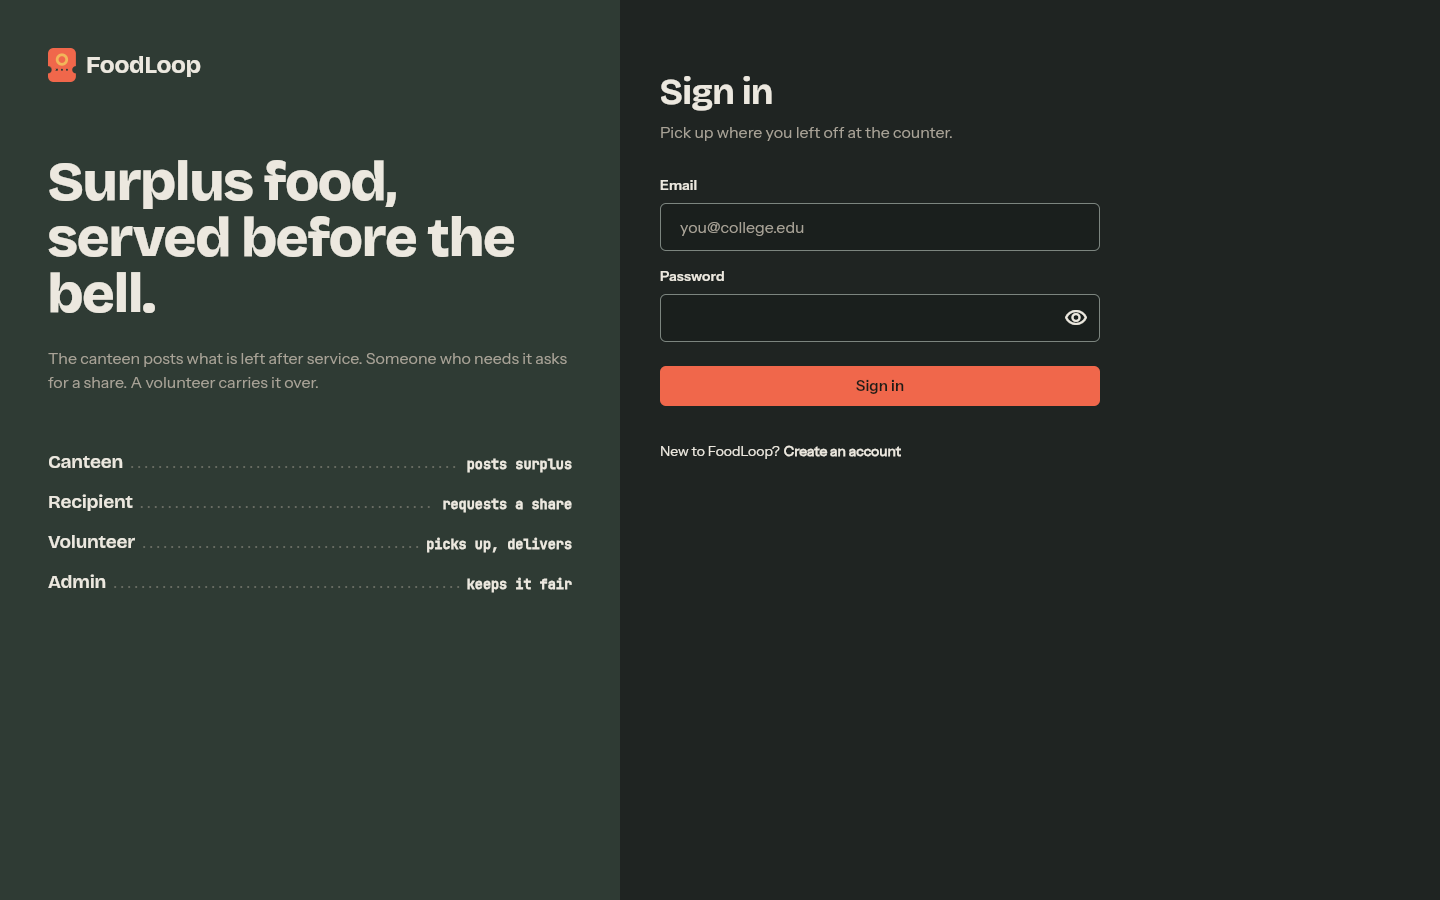 FoodLoop
Surplus food,
served before the
bell.
The canteen posts what is left after service. Someone who needs it asks
for a share. A volunteer carries it over.
Canteen ................................................ posts surplus
Recipient .......................................... requests a share
Volunteer ........................................ picks up, delivers
Admin .................................................. keeps it fair
Sign in
Pick up where you left off at the counter.
Email
you@college.edu
Password
Sign in
New to FoodLoop? Create an account